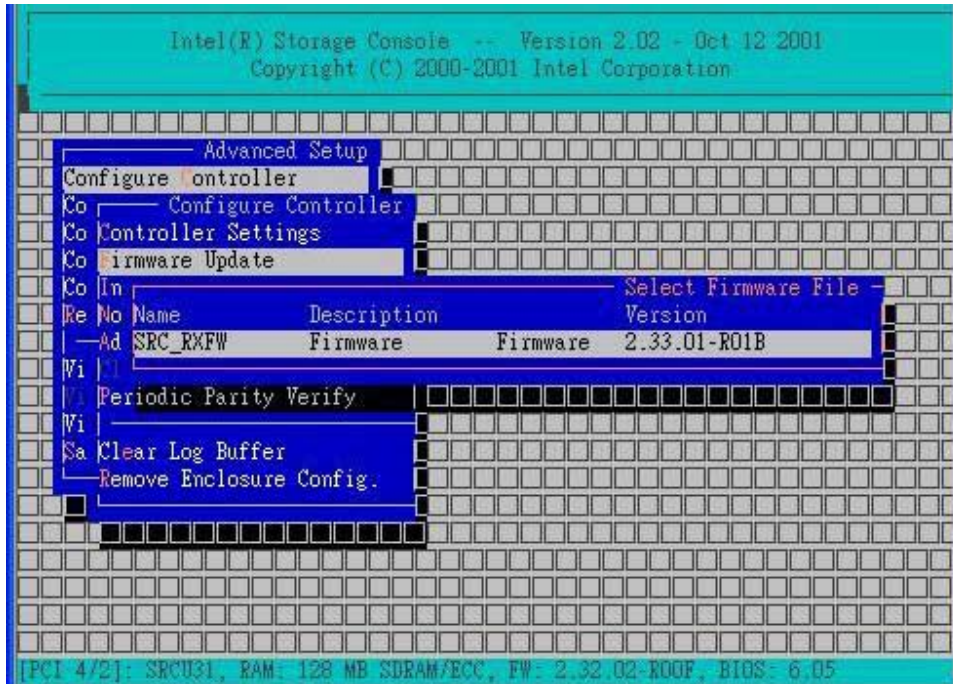 Intel(R) Storage Console -- Version 2.02 - Oct 12 2001
Copyright (C) 2000-2001 Intel Corporation
Advanced Setup
Configure Controller
Co Configure Controller
Co Controller Settings
Co Firmware Update
Co In Select Firmware File
Re No Name Description Version
Ad SRC_RXFW Firmware Firmware 2.33.01-R01B
Vi Cl
Vi Periodic Parity Verify
Vi
Sa Clear Log Buffer
Remove Enclosure Config.
[PCI 4/2]: SRCU31, RAM: 128 MB SDRAM/ECC, FW: 2.32.02-R00F, BIOS: 6.05